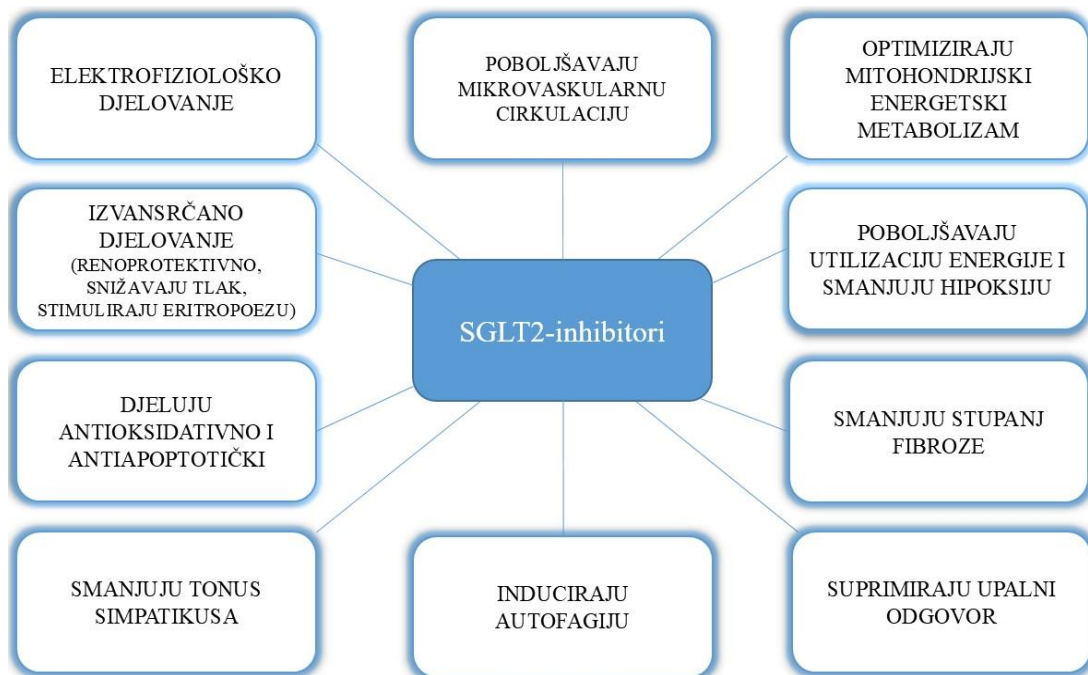 ELEKTROFIZIOLOŠKO
DJELOVANJE
POBOLJŠAVAJU
MIKROVASKULARNU
CIRKULACIJU
OPTIMIZIRAJU
MITOHONDRIJSKI
ENERGETSKI
METABOLIZAM
IZVANSRČANO
DJELOVANJE
(RENOPROTEKTIVNO,
SNIŽAVAJU TLAK,
STIMULIRAJU ERITROPOEZU)
POBOLJŠAVAJU
UTILIZACIJU ENERGIJE I
SMANJUJU HIPOKSIJU
SGLT2-inhibitori
DJELUJU
ANTIOKSIDATIVNO I
ANTIAPOPTOTIČKI
SMANJUJU STUPANJ
FIBROZE
SMANJUJU TONUS
SIMPATIKUSA
INDUCIRAJU
AUTOFAGIJU
SUPRIMIRAJU UPALNI
ODGOVOR